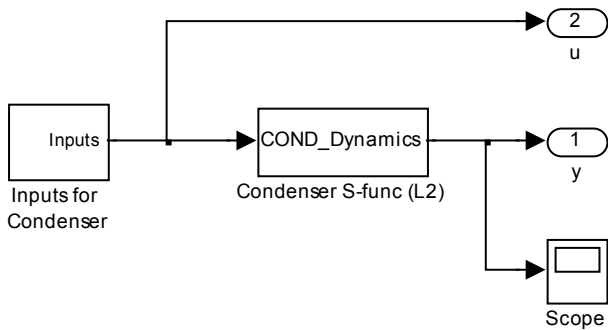 2
u
Inputs
Inputs for
Condenser
COND_Dynamics
Condenser S-func (L2)
1
y
Scope